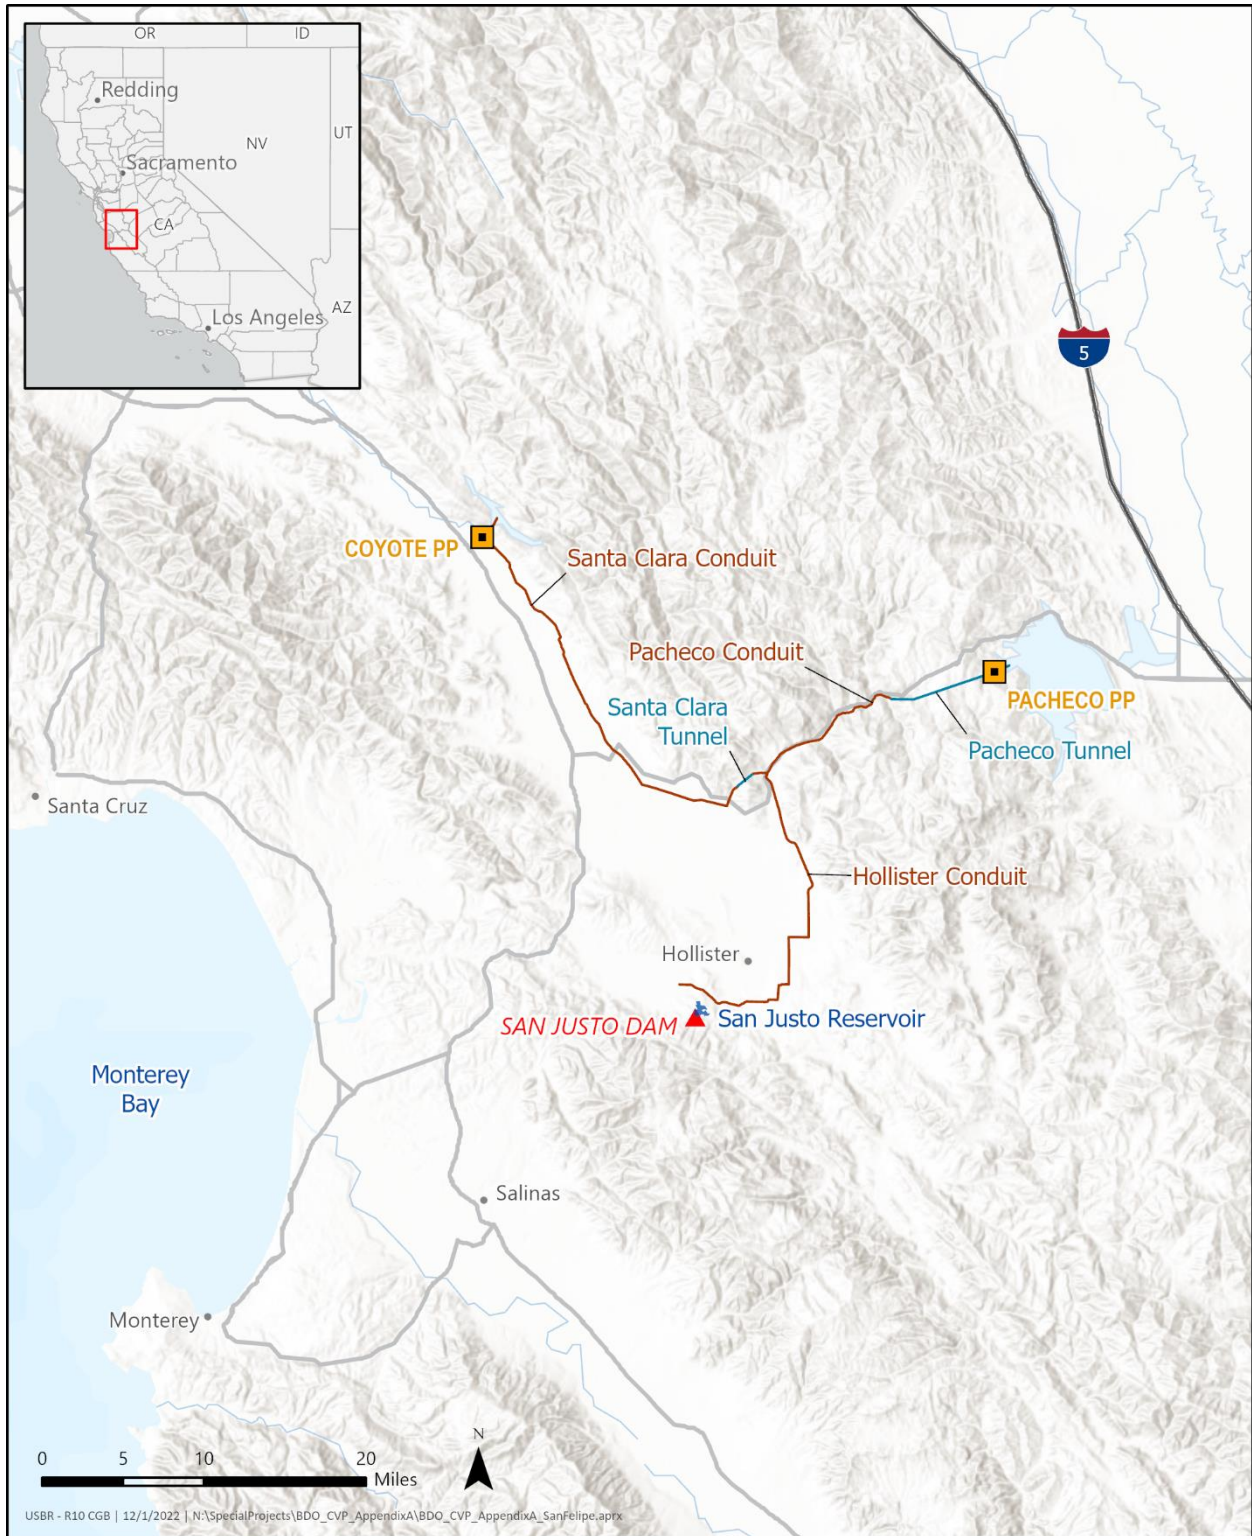 OR
ID
Redding
NV
UT
Sacramento
CA
AZ
Los Angeles
5
COYOTE PP
Santa Clara Conduit
Pacheco Conduit
Santa Clara
Tunnel
PACHECO PP
Pacheco Tunnel
Santa Cruz
Hollister Conduit
Hollister
SAN JUSTO DAM
San Justo Reservoir
Monterey
Bay
Salinas
Monterey
0 5 10 20
Miles
N
USBR - R10 CGB | 12/1/2022 | N:\SpecialProjects\BDO_CVP_AppendixA\BDO_CVP_AppendixA_SanFelipe.aprx